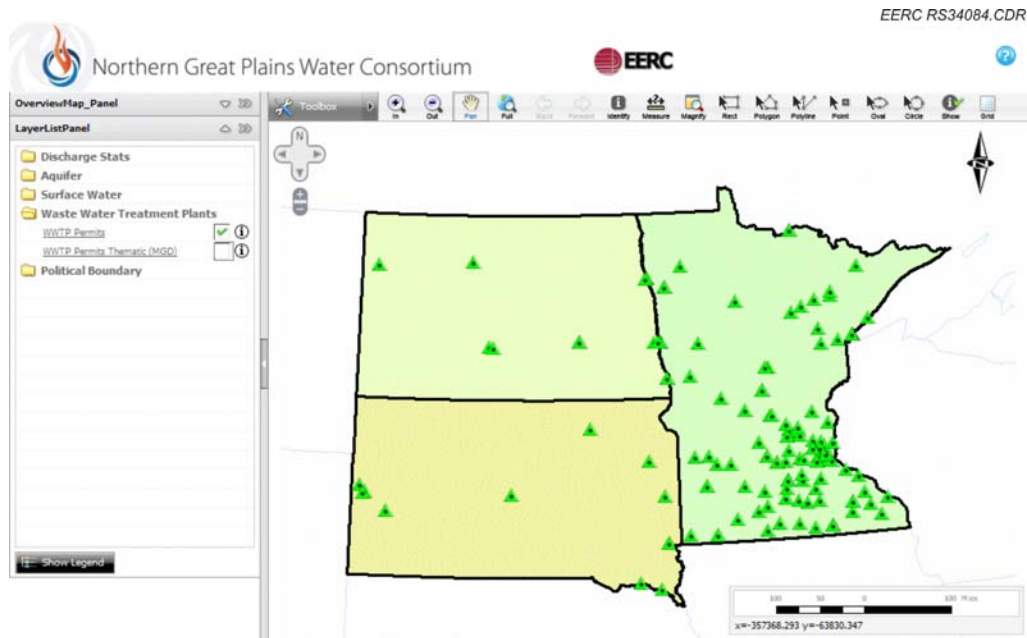 EERC RS34084.CDR
Northern Great Plains Water Consortium
EERC
OverviewMap_Panel
Toolbox
In
Out
Pan
Full
Back
Forward
Identify
Measure
Magnify
Rect
Polygon
Polyline
Point
Oval
Circle
Show
Grid
LayerListPanel
Discharge Stats
Aquifer
Surface Water
Waste Water Treatment Plants
WWTP Permits
WWTP Permits Thematic (MGD)
Political Boundary
N
Show Legend
100 50 0 100 Miles
x=-357368.293 y=-63830.347